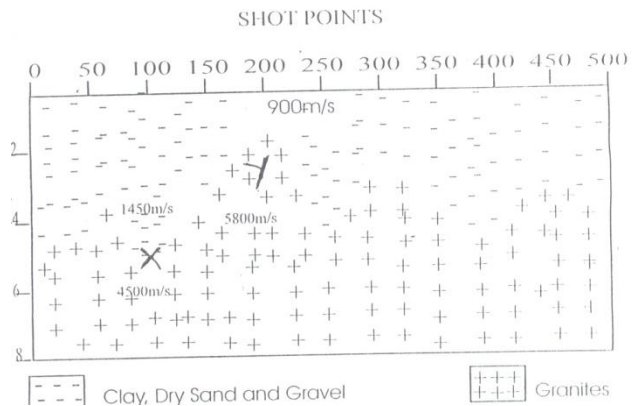 SHOT POINTS
0 50 100 150 200 250 300 350 400 450 500
900m/s
2
1450m/s 5800m/s
4
4500m/s
6
8
Clay, Dry Sand and Gravel
Granites